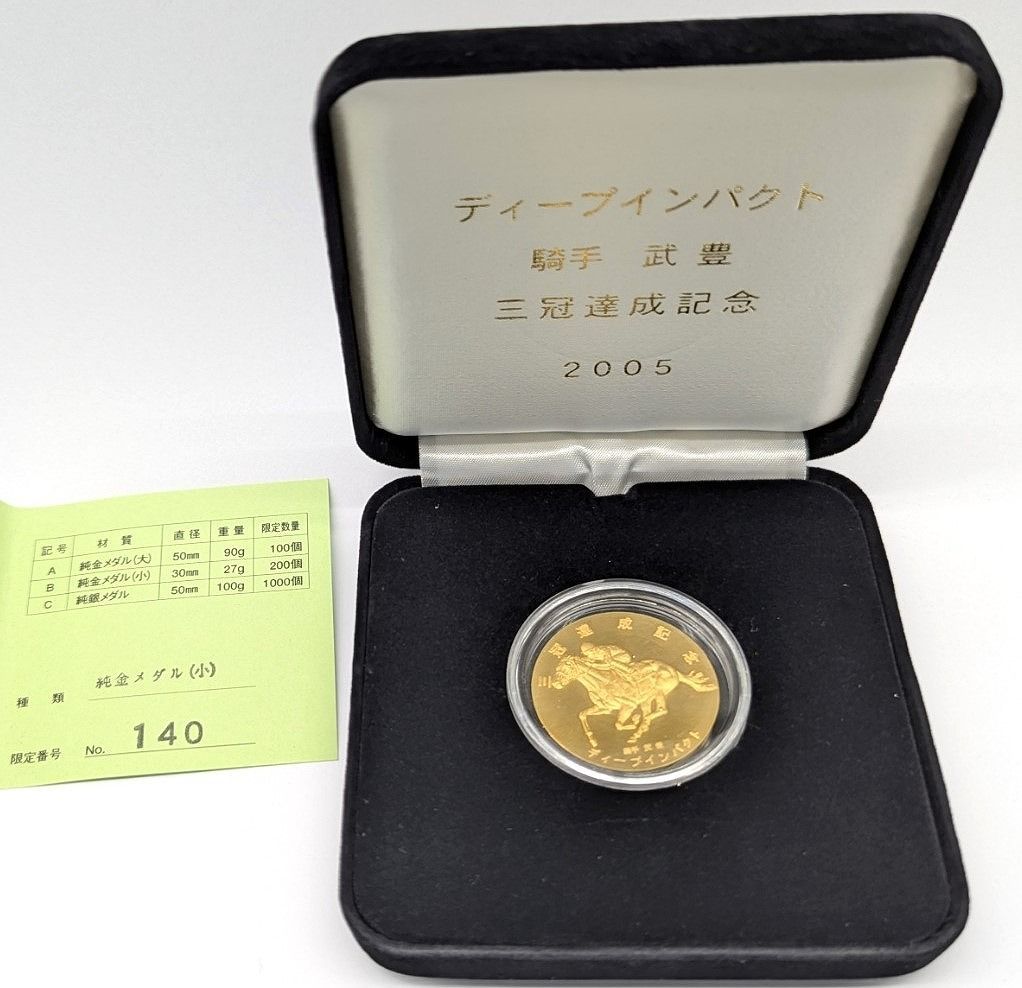 ディープインパクト
騎手 武 豊
三冠達成記念
2005
記号 材質 直径 重量 限定数量
A 純金メダル(大) 50mm 90g 100個
B 純金メダル(小) 30mm 27g 200個
C 純銀メダル 50mm 100g 1000個
種類 純金メダル(小)
限定番号 No. 140
三冠達成記念
騎手 武豊
ディープインパクト